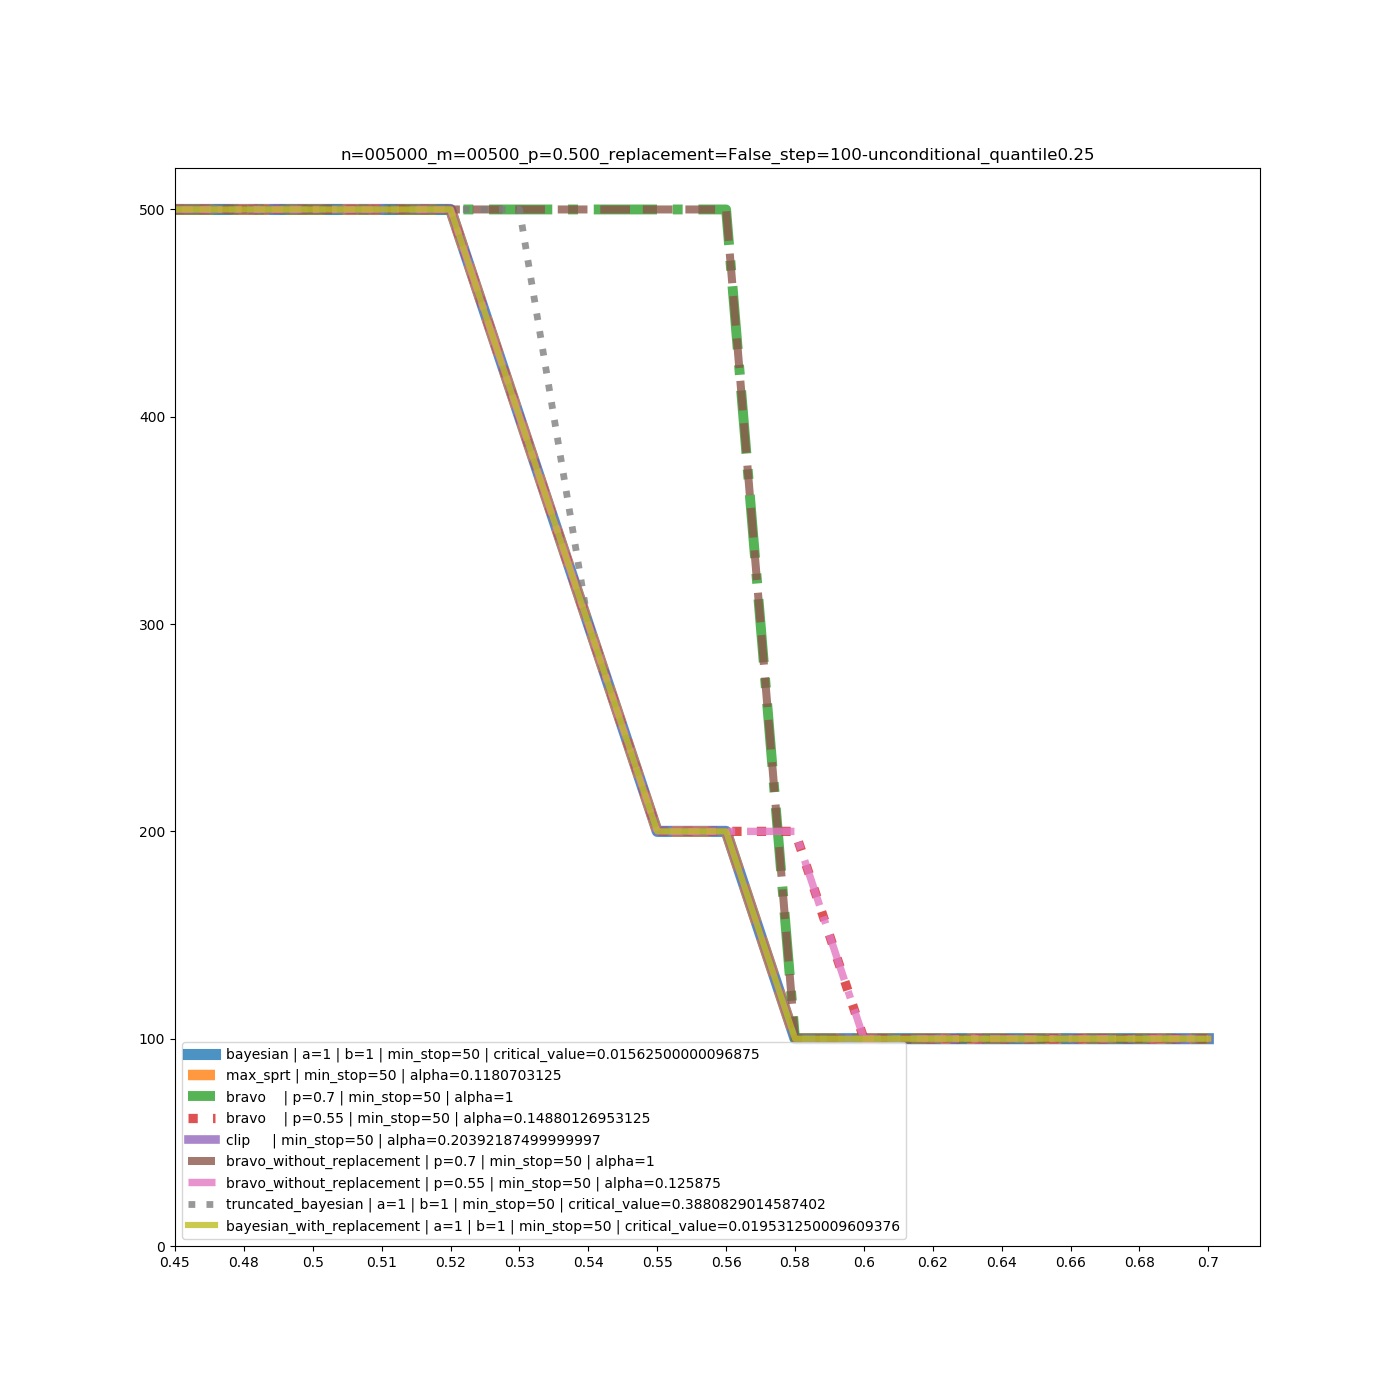 n=005000_m=00500_p=0.500_replacement=False_step=100-unconditional_quantile0.25
500
400
300
200
100
0
bayesian | a=1 | b=1 | min_stop=50 | critical_value=0.01562500000096875
max_sprt | min_stop=50 | alpha=0.1180703125
bravo    | p=0.7 | min_stop=50 | alpha=1
bravo    | p=0.55 | min_stop=50 | alpha=0.14880126953125
clip     | min_stop=50 | alpha=0.20392187499999997
bravo_without_replacement | p=0.7 | min_stop=50 | alpha=1
bravo_without_replacement | p=0.55 | min_stop=50 | alpha=0.125875
truncated_bayesian | a=1 | b=1 | min_stop=50 | critical_value=0.3880829014587402
bayesian_with_replacement | a=1 | b=1 | min_stop=50 | critical_value=0.019531250009609376
0.45 0.48 0.5 0.51 0.52 0.53 0.54 0.55 0.56 0.58 0.6 0.62 0.64 0.66 0.68 0.7